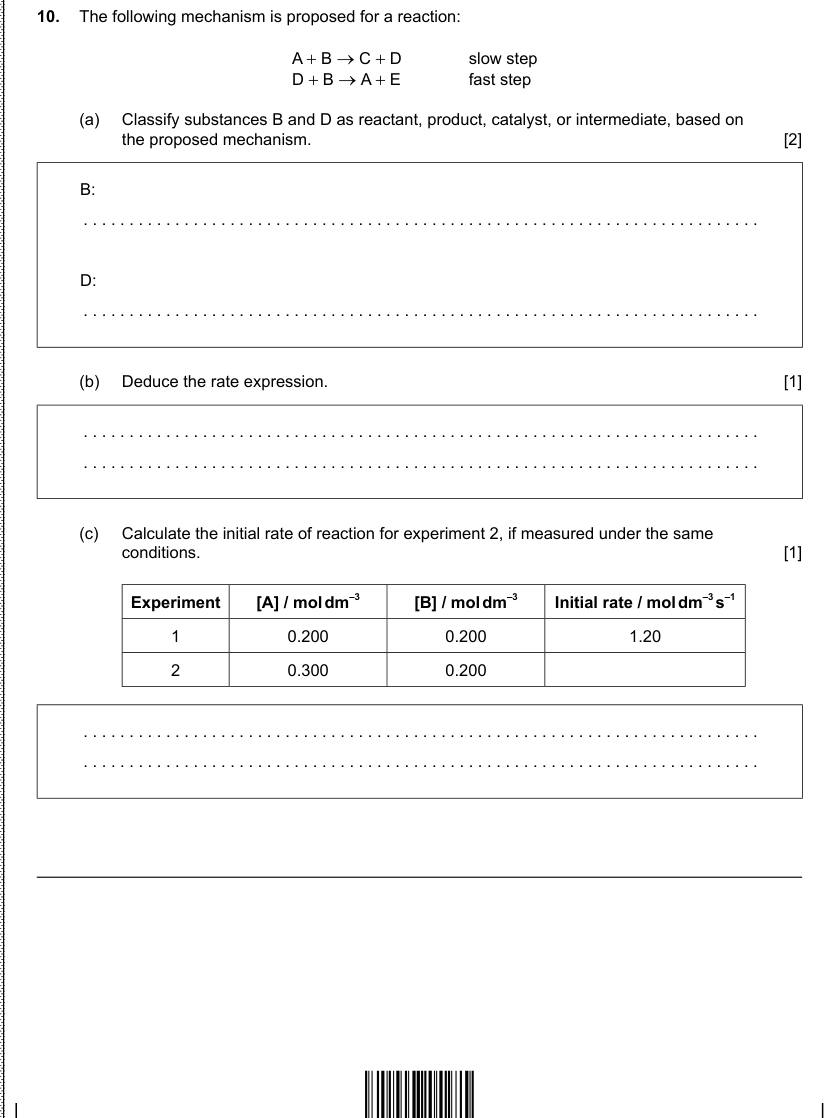 10. The following mechanism is proposed for a reaction:
A + B → C + D slow step
D + B → A + E fast step
(a) Classify substances B and D as reactant, product, catalyst, or intermediate, based on
the proposed mechanism. [2]
B:
D:
(b) Deduce the rate expression. [1]
(c) Calculate the initial rate of reaction for experiment 2, if measured under the same
conditions. [1]
Experiment [A] / mol dm⁻³ [B] / mol dm⁻³ Initial rate / mol dm⁻³ s⁻¹
1 0.200 0.200 1.20
2 0.300 0.200